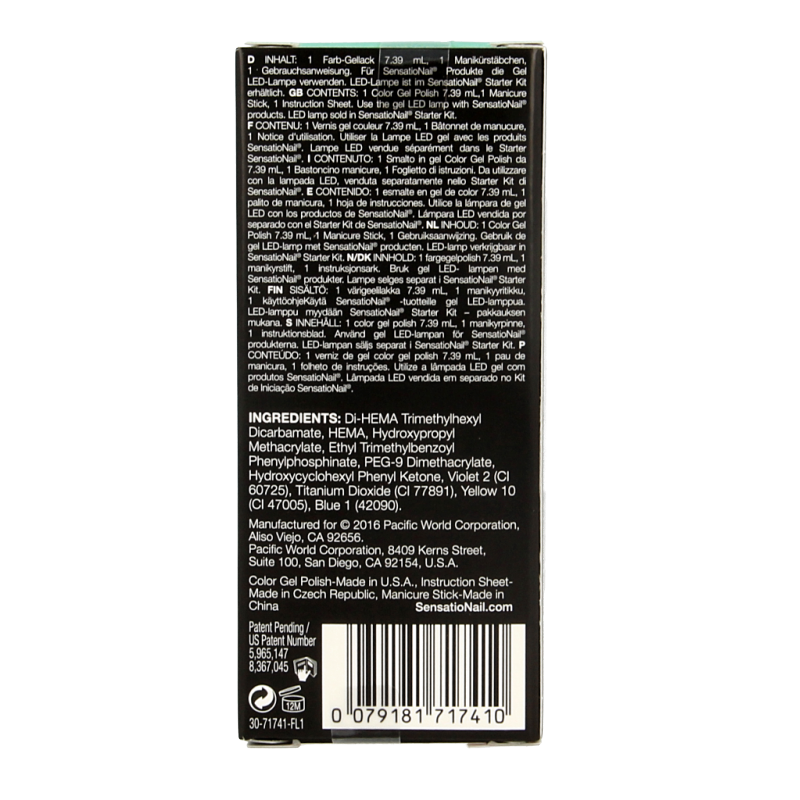 D INHALT: 1 Farb-Gellack 7.39 mL, 1 Manikürstäbchen,
1 Gebrauchsanweisung. Für SensatioNail® Produkte die Gel
LED-Lampe verwenden. LED-Lampe ist im SensatioNail® Starter Kit
erhältlich. GB CONTENTS: 1 Color Gel Polish 7.39 mL,1 Manicure
Stick, 1 Instruction Sheet. Use the gel LED lamp with SensatioNail®
products. LED lamp sold in SensatioNail® Starter Kit.
F CONTENU: 1 Vernis gel couleur 7.39 mL, 1 Bâtonnet de manucure,
1 Notice d'utilisation. Utiliser la Lampe LED gel avec les produits
SensatioNail®. Lampe LED vendue séparément dans le Starter
SensatioNail®. I CONTENUTO: 1 Smalto in gel Color Gel Polish da
7.39 mL, 1 Bastoncino manicure, 1 Foglietto di istruzioni. Da utilizzare
con la lampada LED, venduta separatamente nello Starter Kit di
SensatioNail®. E CONTENIDO: 1 esmalte en gel de color 7.39 mL, 1
palito de manicura, 1 hoja de instrucciones. Utilice la lámpara de gel
LED con los productos de SensatioNail®. Lámpara LED vendida por
separado con el Starter Kit de SensatioNail®. NL INHOUD: 1 Color Gel
Polish 7.39 mL, 1 Manicure Stick, 1 Gebruiksaanwijzing. Gebruik de
gel LED-lamp met SensatioNail® producten. LED-lamp verkrijgbaar in
SensatioNail® Starter Kit. N/DK INNHOLD: 1 fargegelpolish 7.39 mL, 1
manikyrstift, 1 instruksjonsark. Bruk gel LED- lampen med
SensatioNail® produkter. Lampe selges separat i SensatioNail® Starter
Kit. FIN SISÄLTÖ: 1 värigeelilakka 7.39 mL, 1 manikyyritikku,
1 käyttöohjeKäytä SensatioNail® -tuotteille gel LED-lamppua.
LED-lamppu myydään SensatioNail® Starter Kit – pakkauksen
mukana. S INNEHÅLL: 1 color gel polish 7.39 mL, 1 manikyrpinne,
1 instruktionsblad. Använd gel LED-lampan för SensatioNail®
produkterna. LED-lampan säljs separat i SensatioNail® Starter Kit. P
CONTEÚDO: 1 verniz de gel color gel polish 7.39 mL, 1 pau de
manicura, 1 folheto de instruções. Utilize a lâmpada LED gel com
produtos SensatioNail®. Lâmpada LED vendida em separado no Kit
de Iniciação SensatioNail®.
INGREDIENTS: Di-HEMA Trimethylhexyl
Dicarbamate, HEMA, Hydroxypropyl
Methacrylate, Ethyl Trimethylbenzoyl
Phenylphosphinate, PEG-9 Dimethacrylate,
Hydroxycyclohexyl Phenyl Ketone, Violet 2 (CI
60725), Titanium Dioxide (CI 77891), Yellow 10
(CI 47005), Blue 1 (42090).
Manufactured for © 2016 Pacific World Corporation,
Aliso Viejo, CA 92656.
Pacific World Corporation, 8409 Kerns Street,
Suite 100, San Diego, CA 92154, U.S.A.
Color Gel Polish-Made in U.S.A., Instruction Sheet-
Made in Czech Republic, Manicure Stick-Made in
China SensatioNail.com
Patent Pending /
US Patent Number
5,965,147
8,367,045
12M
30-71741-FL1
0 079181 717410